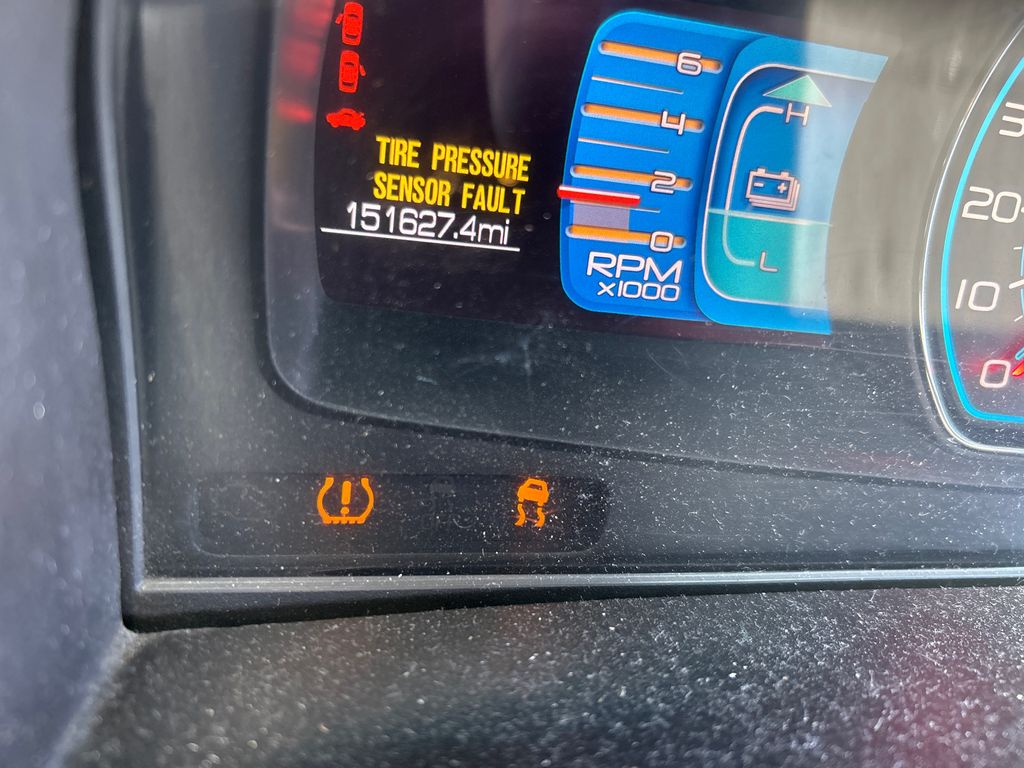 TIRE PRESSURE
SENSOR FAULT
151627.4mi
6
4
2
0
RPM
x1000
H
L
20
10
0